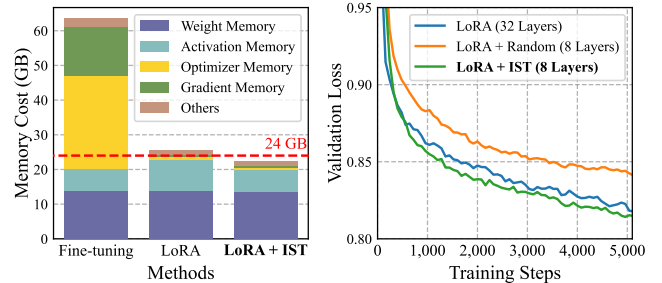 Memory Cost (GB)
60
50
40
30
20
10
0
Weight Memory
Activation Memory
Optimizer Memory
Gradient Memory
Others
24 GB
Fine-tuning
LoRA
LoRA + IST
Methods
Validation Loss
0.95
0.90
0.85
0.80
LoRA (32 Layers)
LoRA + Random (8 Layers)
LoRA + IST (8 Layers)
0
1,000
2,000
3,000
4,000
5,000
Training Steps